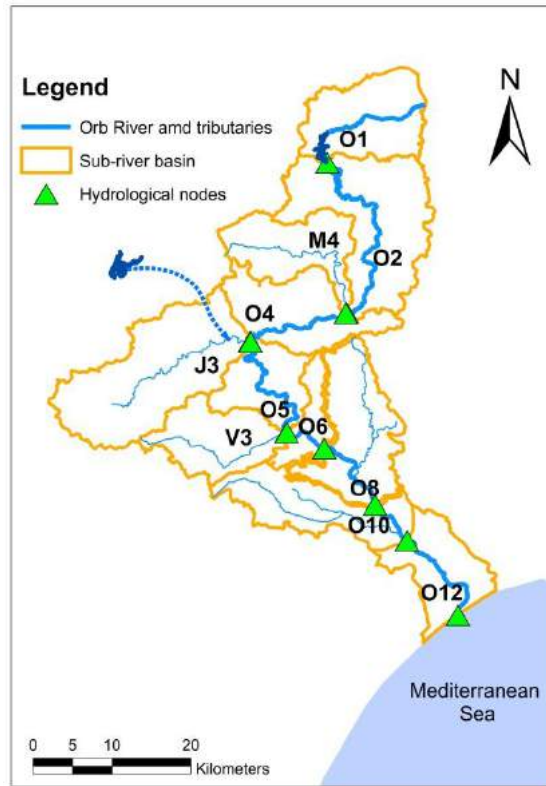 Legend
Orb River amd tributaries
Sub-river basin
Hydrological nodes
N
O1
M4
O2
O4
J3
O5
O6
V3
O8
O10
O12
Mediterranean
Sea
0 5 10 20
Kilometers